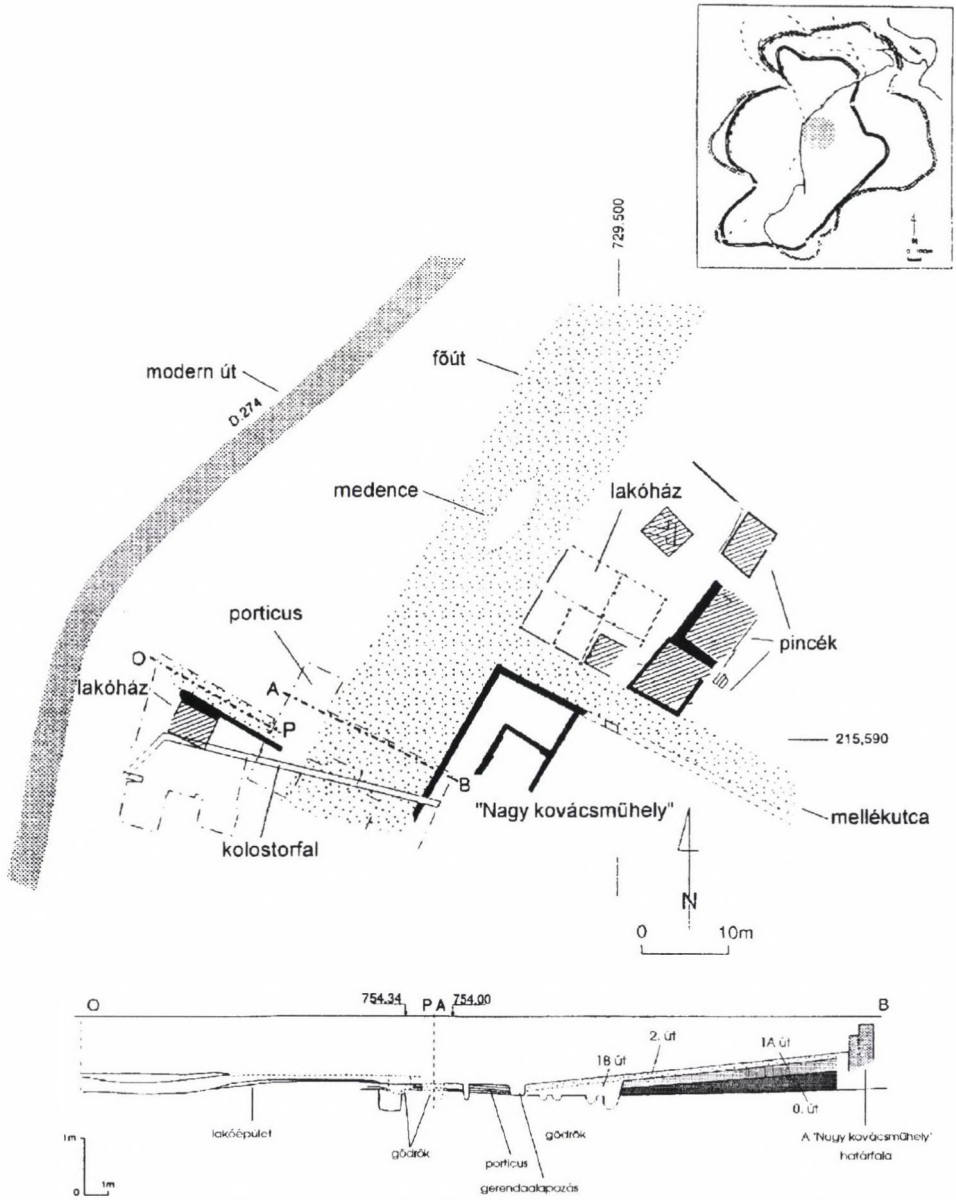 N
729.500
főút
modern út
D.274
medence
lakóház
porticus
pincék
O
A
lakóház
P
215,590
B
"Nagy kovácsműhely"
mellékutca
kolostorfal
N
0 10m
O 754.34 P A 754.00 B
2. út
1A út
1B út
0. út
lakóépület
gödrök
porticus
gödrök
gerendaalapozás
A 'Nagy kovácsműhely'
határfala
1m
0 1m